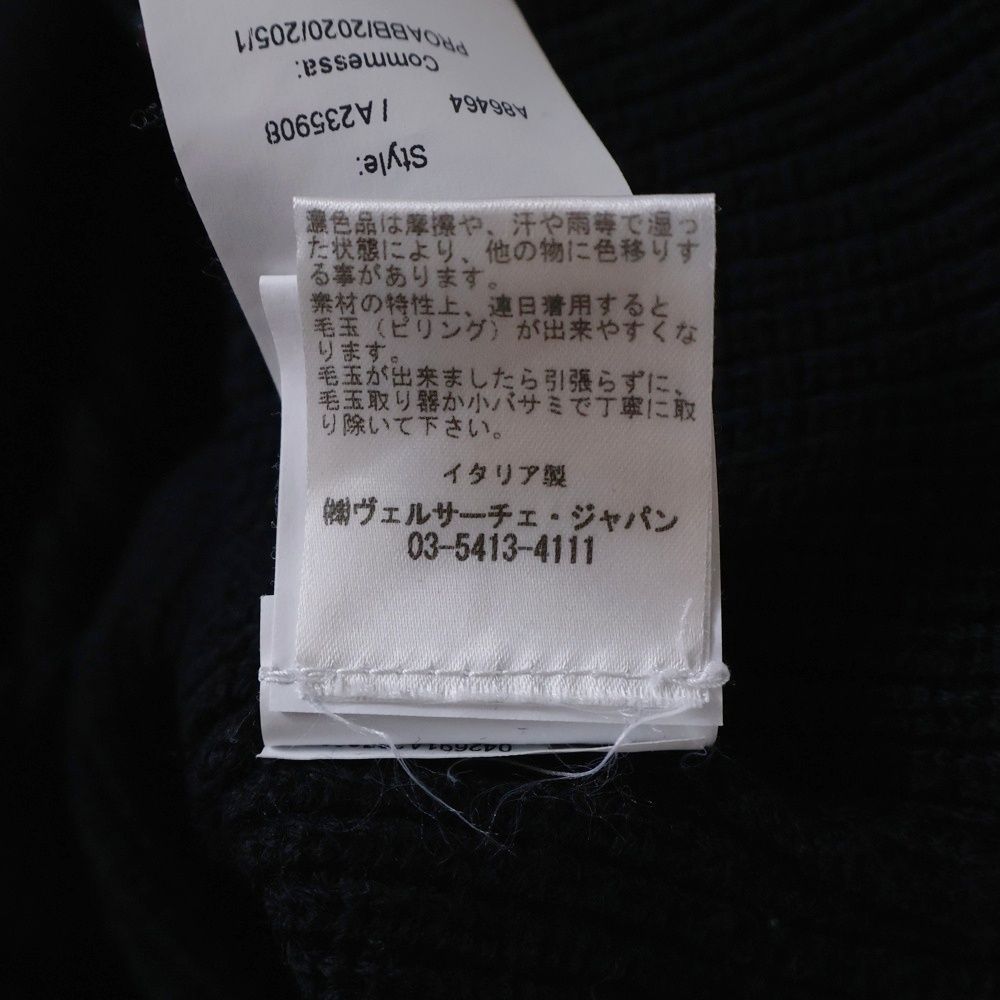 PROABB/2020/205/1
Commessa:
A86464
/ A235908
Style:
濃色品は摩擦や、汗や雨等で湿っ
た状態により、他の物に色移りす
る事があります。
素材の特性上、連日着用すると
毛玉（ピリング）が出来やすくな
ります。
毛玉が出来ましたら引張らずに、
毛玉取り器か小バサミで丁寧に取
り除いて下さい。
イタリア製
㈱ヴェルサーチェ・ジャパン
03-5413-4111